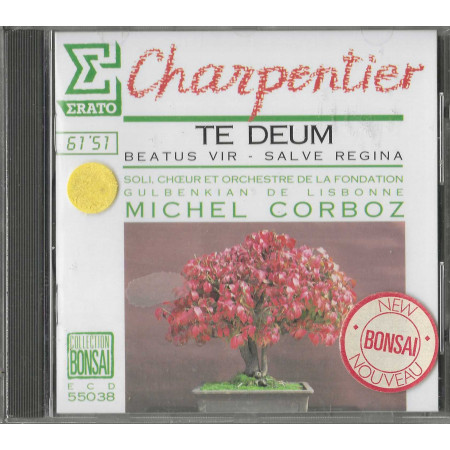 ERATO
Charpentier
61'51
TE DEUM
BEATUS VIR - SALVE REGINA
SOLI, CHŒUR ET ORCHESTRE DE LA FONDATION
GULBENKIAN DE LISBONNE
MICHEL CORBOZ
NEW
BONSAI
NOUVEAU
COLLECTION
BONSAI
ECD
55038